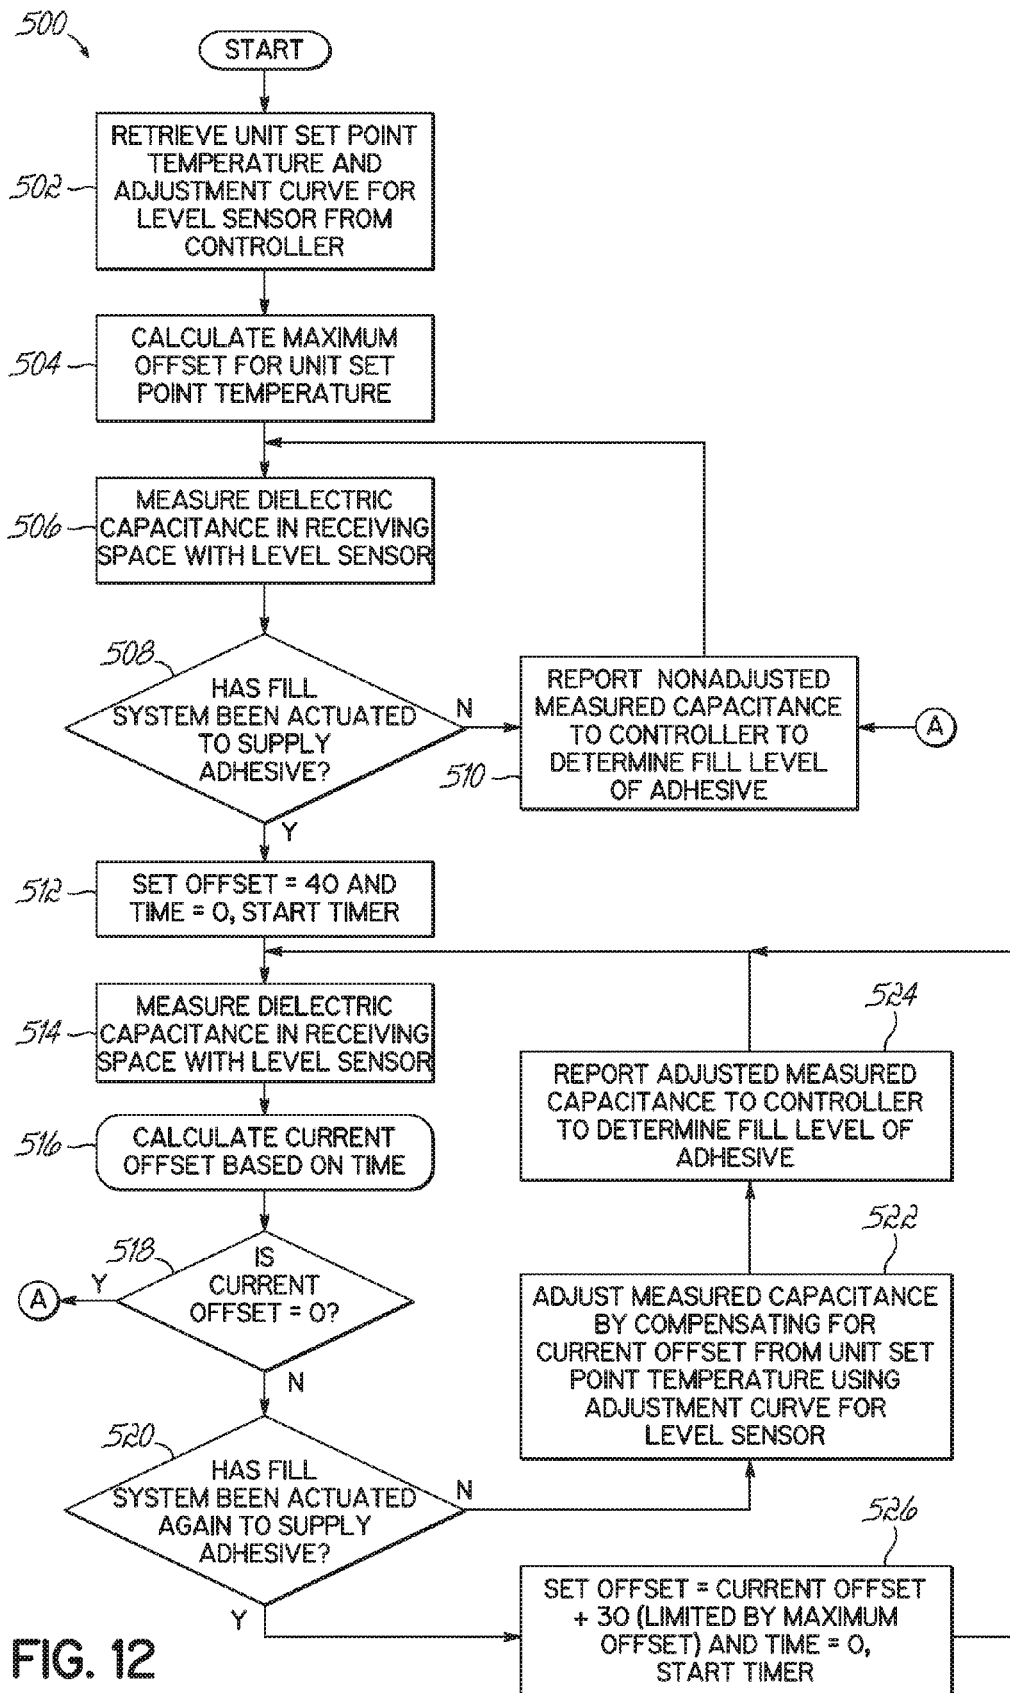 500
START
502
RETRIEVE UNIT SET POINT
TEMPERATURE AND
ADJUSTMENT CURVE FOR
LEVEL SENSOR FROM
CONTROLLER
504
CALCULATE MAXIMUM
OFFSET FOR UNIT SET
POINT TEMPERATURE
506
MEASURE DIELECTRIC
CAPACITANCE IN RECEIVING
SPACE WITH LEVEL SENSOR
508
HAS FILL
SYSTEM BEEN ACTUATED
TO SUPPLY
ADHESIVE?
N
Y
510
REPORT NONADJUSTED
MEASURED CAPACITANCE
TO CONTROLLER TO
DETERMINE FILL LEVEL
OF ADHESIVE
A
512
SET OFFSET = 40 AND
TIME = 0, START TIMER
514
MEASURE DIELECTRIC
CAPACITANCE IN RECEIVING
SPACE WITH LEVEL SENSOR
516
CALCULATE CURRENT
OFFSET BASED ON TIME
518
IS
CURRENT
OFFSET = 0?
Y
A
N
520
HAS FILL
SYSTEM BEEN ACTUATED
AGAIN TO SUPPLY
ADHESIVE?
N
Y
524
REPORT ADJUSTED MEASURED
CAPACITANCE TO CONTROLLER
TO DETERMINE FILL LEVEL OF
ADHESIVE
522
ADJUST MEASURED CAPACITANCE
BY COMPENSATING FOR
CURRENT OFFSET FROM UNIT SET
POINT TEMPERATURE USING
ADJUSTMENT CURVE FOR
LEVEL SENSOR
526
SET OFFSET = CURRENT OFFSET
+ 30 (LIMITED BY MAXIMUM
OFFSET) AND TIME = 0,
START TIMER
FIG. 12